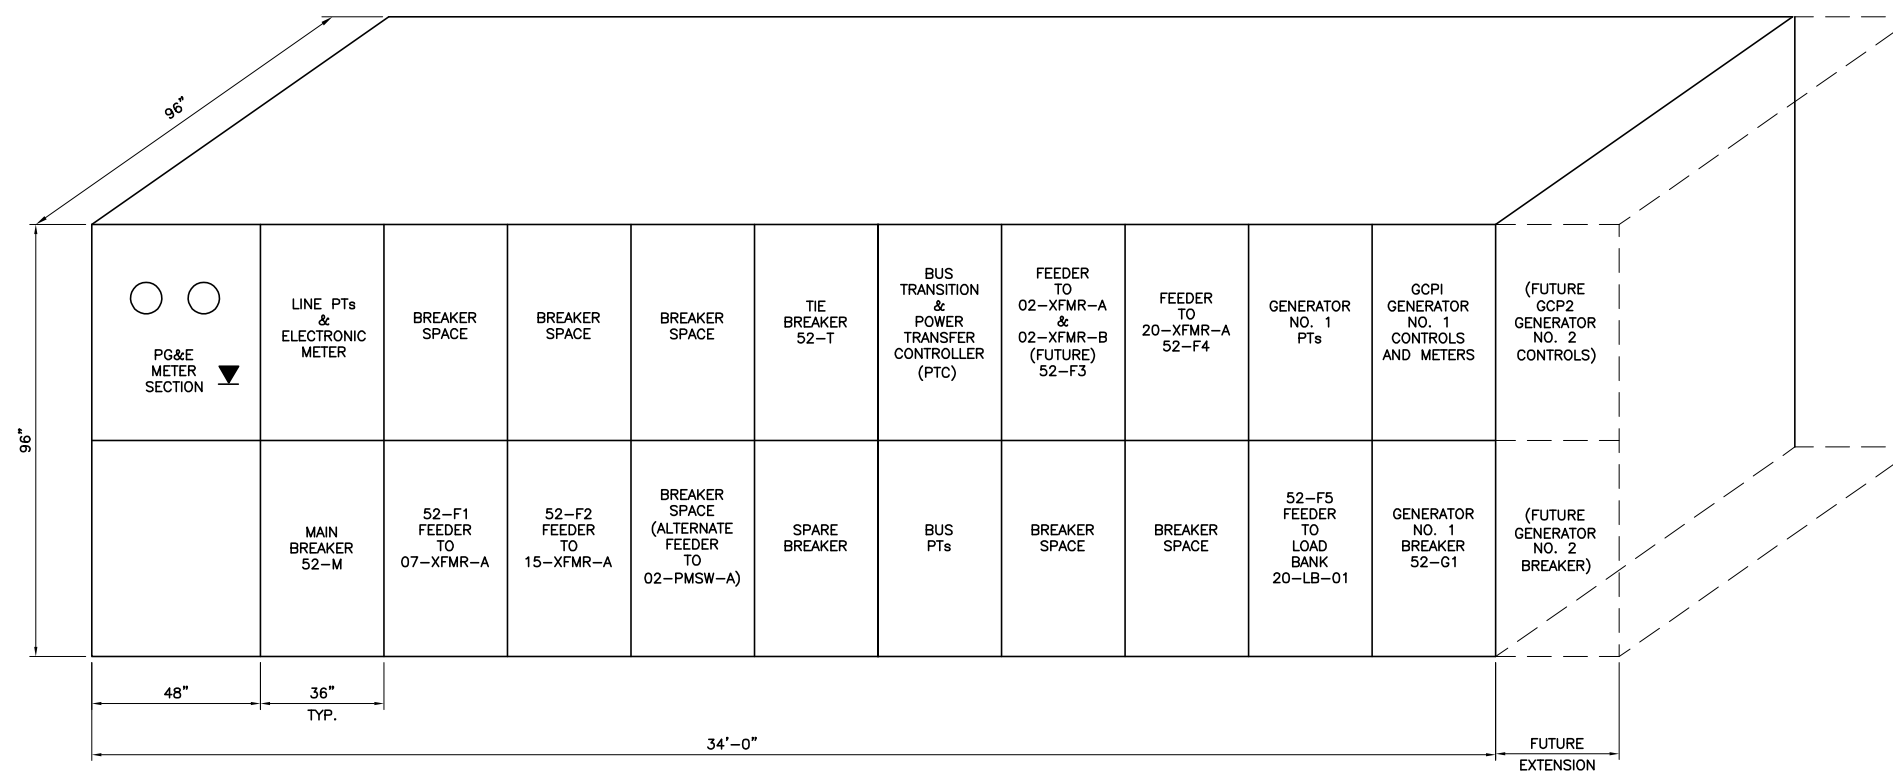 96"
96"
PG&E
METER
SECTION
LINE PTs
&
ELECTRONIC
METER
BREAKER
SPACE
BREAKER
SPACE
BREAKER
SPACE
TIE
BREAKER
52-T
BUS
TRANSITION
&
POWER
TRANSFER
CONTROLLER
(PTC)
FEEDER
TO
02-XFMR-A
&
02-XFMR-B
(FUTURE)
52-F3
FEEDER
TO
20-XFMR-A
52-F4
GENERATOR
NO. 1
PTs
GCPI
GENERATOR
NO. 1
CONTROLS
AND METERS
(FUTURE
GCP2
GENERATOR
NO. 2
CONTROLS)
MAIN
BREAKER
52-M
52-F1
FEEDER
TO
07-XFMR-A
52-F2
FEEDER
TO
15-XFMR-A
BREAKER
SPACE
(ALTERNATE
FEEDER
TO
02-PMSW-A)
SPARE
BREAKER
BUS
PTs
BREAKER
SPACE
BREAKER
SPACE
52-F5
FEEDER
TO
LOAD
BANK
20-LB-01
GENERATOR
NO. 1
BREAKER
52-G1
(FUTURE
GENERATOR
NO. 2
BREAKER)
48"
36"
TYP.
34'-0"
FUTURE
EXTENSION